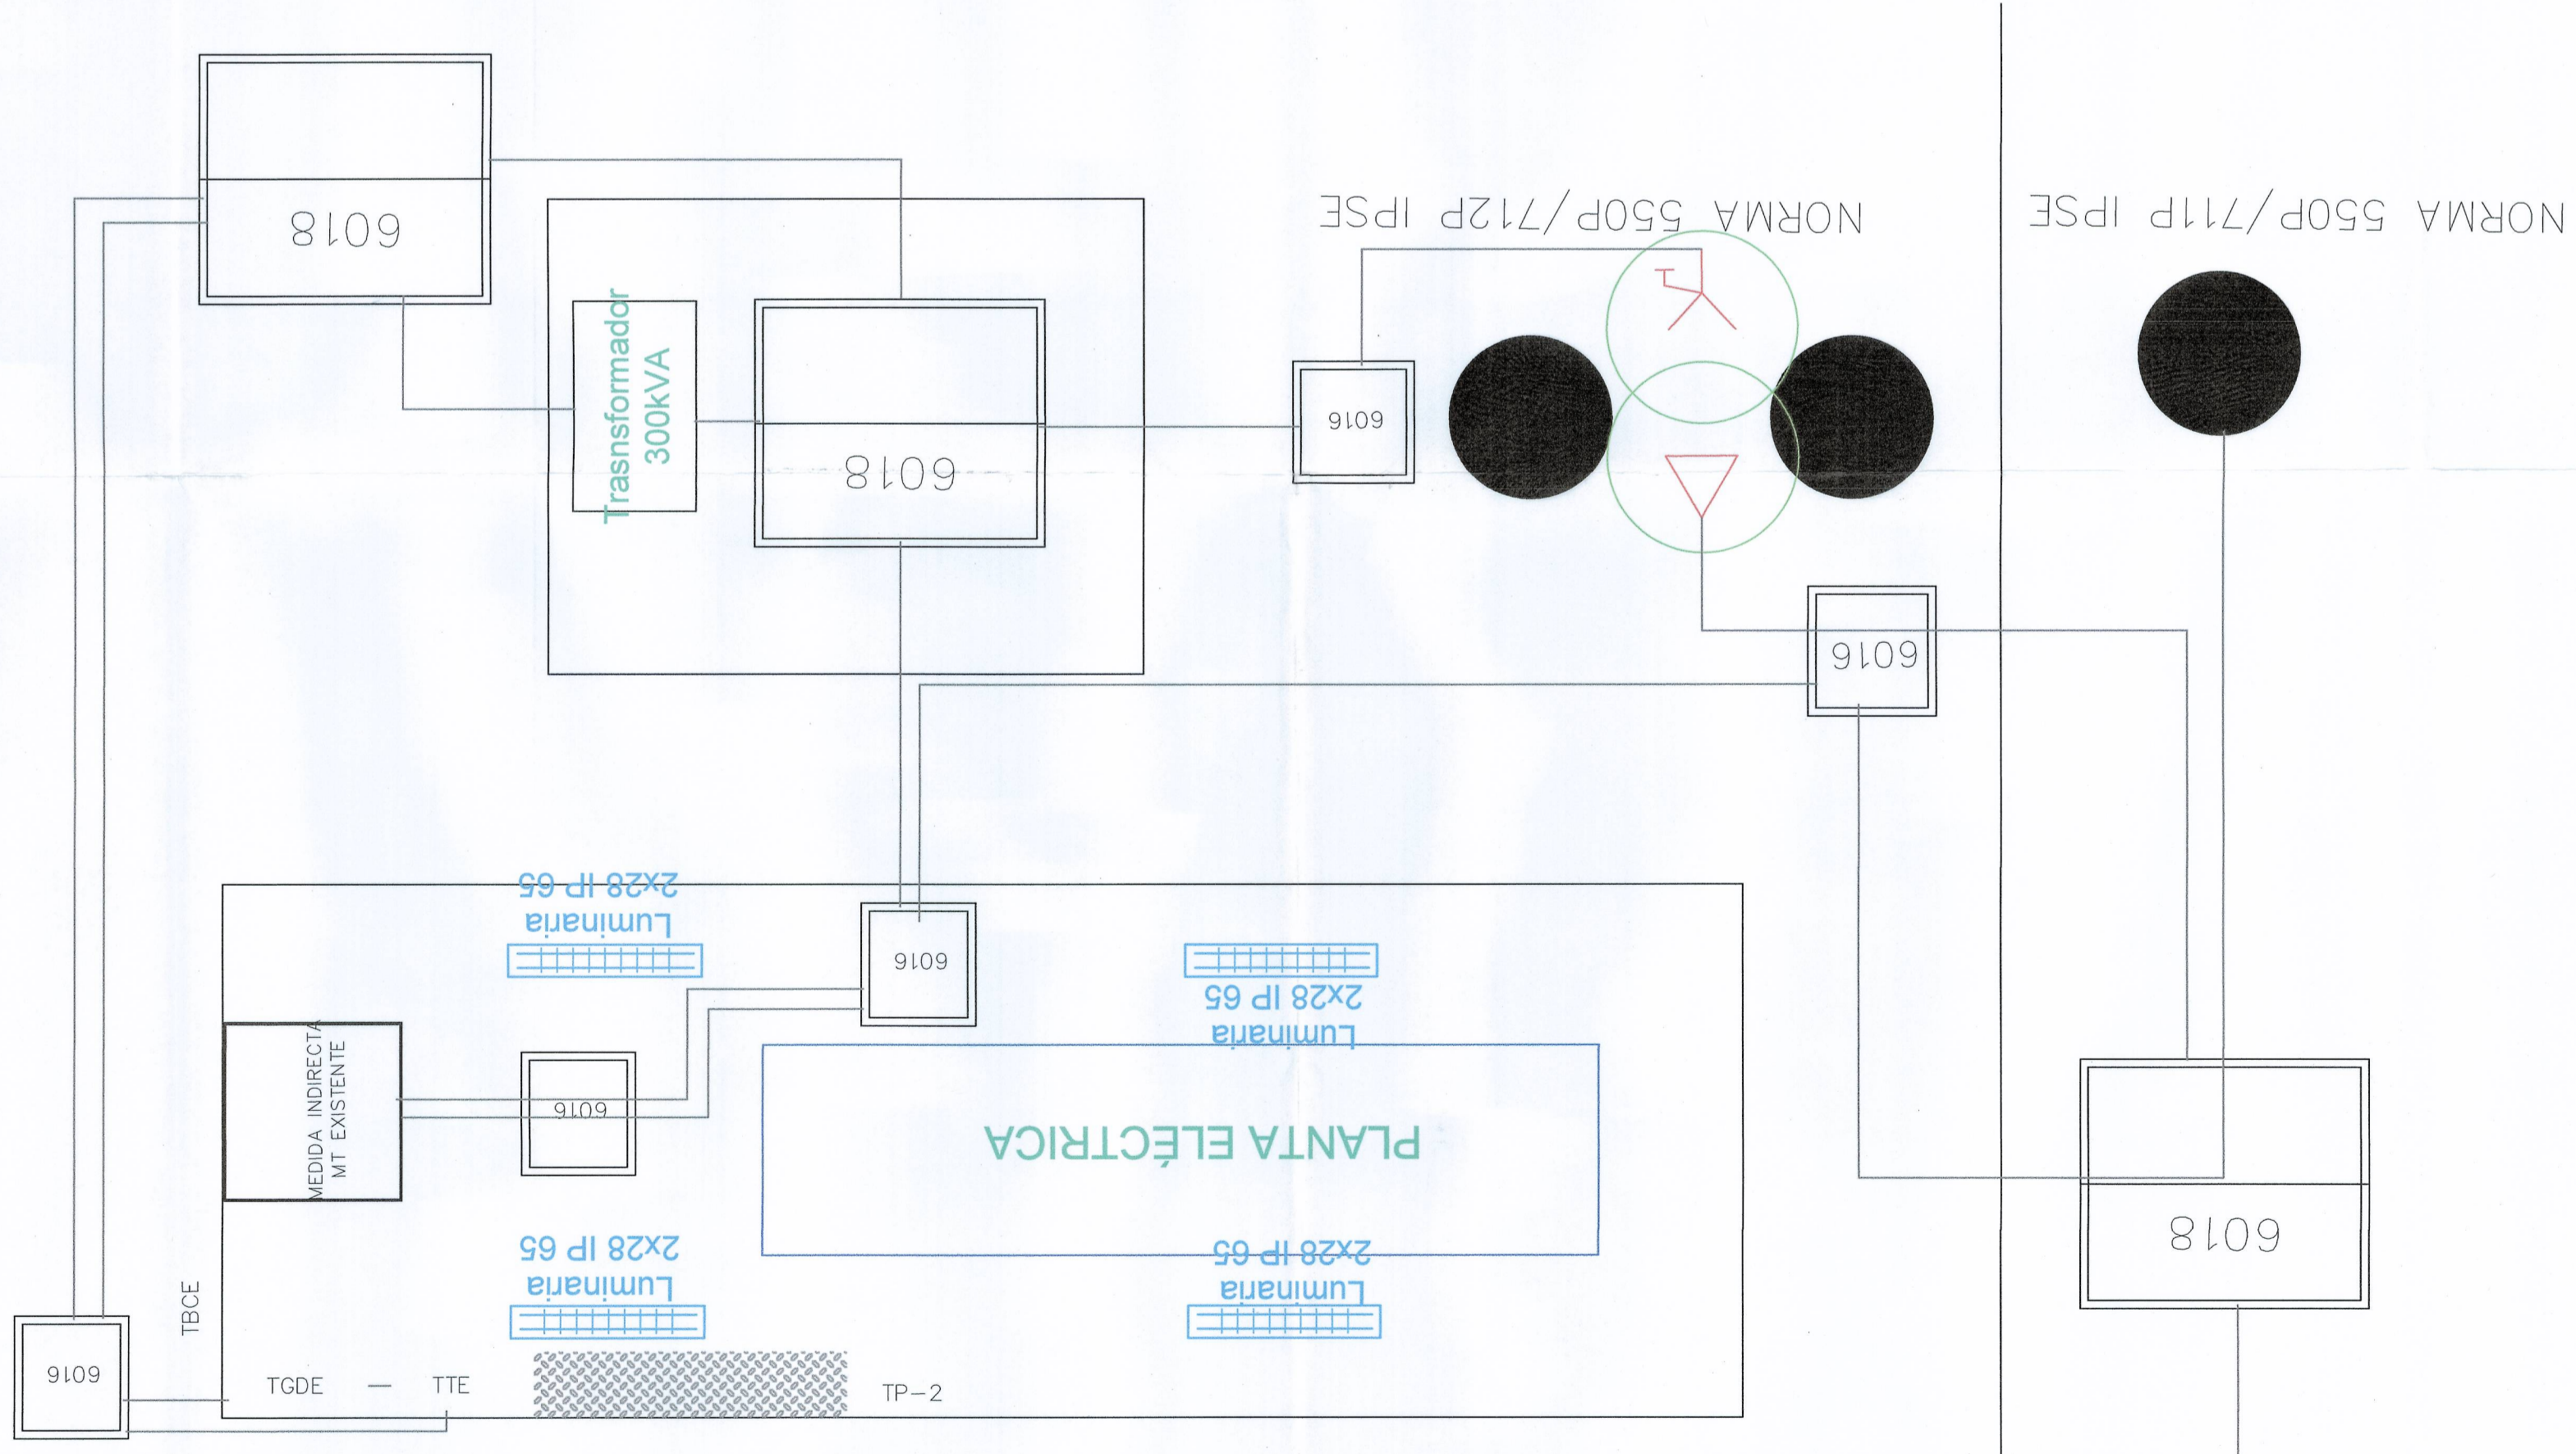 NORMA 550P/712P IPSE
NORMA 550P/711P IPSE
6018
Trasnsformador
300kVA
6018
6016
6016
2x28 IP 65
Luminaria
6016
2x28 IP 65
Luminaria
MEDIDA INDIRECTA
MT EXISTENTE
6016
PLANTA ELÉCTRICA
6018
2x28 IP 65
Luminaria
2x28 IP 65
Luminaria
TBCE
6016
TGDE — TTE
TP-2